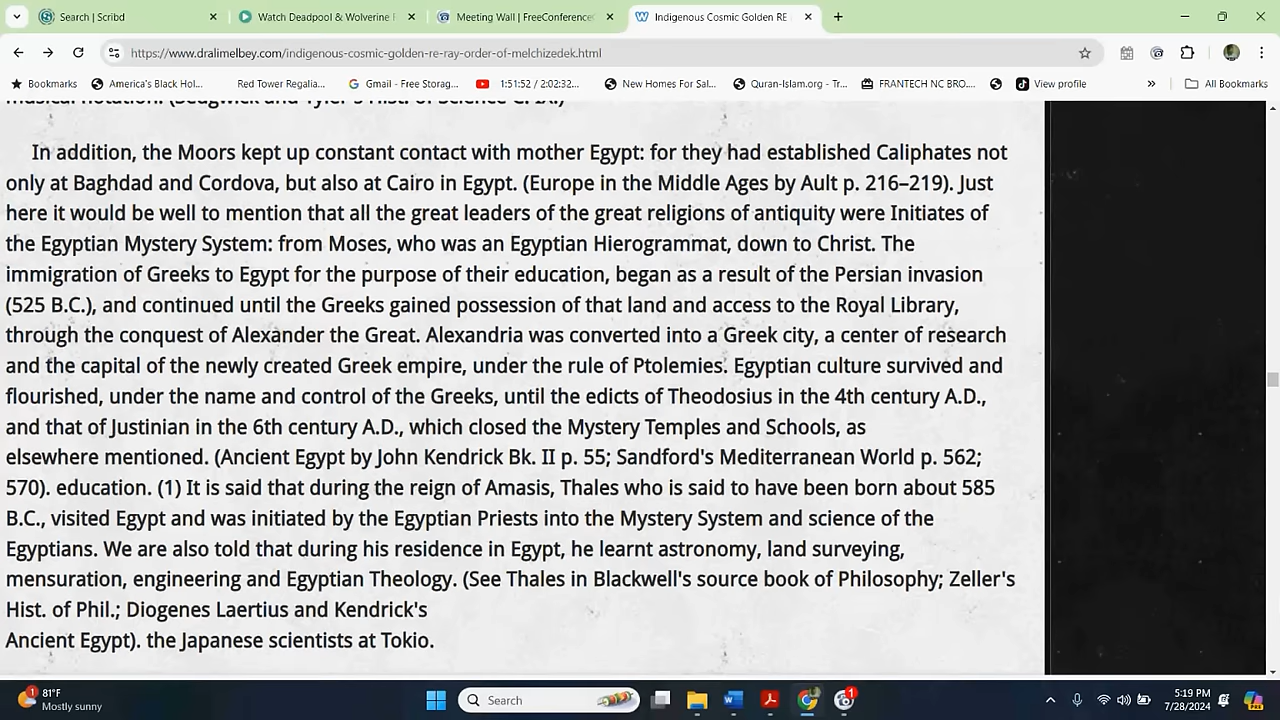 Search | Scribd
Watch Deadpool & Wolverine F
Meeting Wall | FreeConference
Indigenous Cosmic Golden RE
https://www.dralimelbey.com/indigenous-cosmic-golden-re-ray-order-of-melchizedek.html
Bookmarks
America's Black Hol...
Red Tower Regalia...
Gmail - Free Storag...
1:51:52 / 2:02:32...
New Homes For Sal...
Quran-Islam.org - Tr...
FRANTECH NC BRO...
View profile
»
All Bookmarks
musical notation. (Sedgwick and Tyler's Hist. of Science C. IX.)
In addition, the Moors kept up constant contact with mother Egypt: for they had established Caliphates not
only at Baghdad and Cordova, but also at Cairo in Egypt. (Europe in the Middle Ages by Ault p. 216–219). Just
here it would be well to mention that all the great leaders of the great religions of antiquity were Initiates of
the Egyptian Mystery System: from Moses, who was an Egyptian Hierogrammat, down to Christ. The
immigration of Greeks to Egypt for the purpose of their education, began as a result of the Persian invasion
(525 B.C.), and continued until the Greeks gained possession of that land and access to the Royal Library,
through the conquest of Alexander the Great. Alexandria was converted into a Greek city, a center of research
and the capital of the newly created Greek empire, under the rule of Ptolemies. Egyptian culture survived and
flourished, under the name and control of the Greeks, until the edicts of Theodosius in the 4th century A.D.,
and that of Justinian in the 6th century A.D., which closed the Mystery Temples and Schools, as
elsewhere mentioned. (Ancient Egypt by John Kendrick Bk. II p. 55; Sandford's Mediterranean World p. 562;
570). education. (1) It is said that during the reign of Amasis, Thales who is said to have been born about 585
B.C., visited Egypt and was initiated by the Egyptian Priests into the Mystery System and science of the
Egyptians. We are also told that during his residence in Egypt, he learnt astronomy, land surveying,
mensuration, engineering and Egyptian Theology. (See Thales in Blackwell's source book of Philosophy; Zeller's
Hist. of Phil.; Diogenes Laertius and Kendrick's
Ancient Egypt). the Japanese scientists at Tokio.
1
81°F
Mostly sunny
Search
1
5:19 PM
7/28/2024